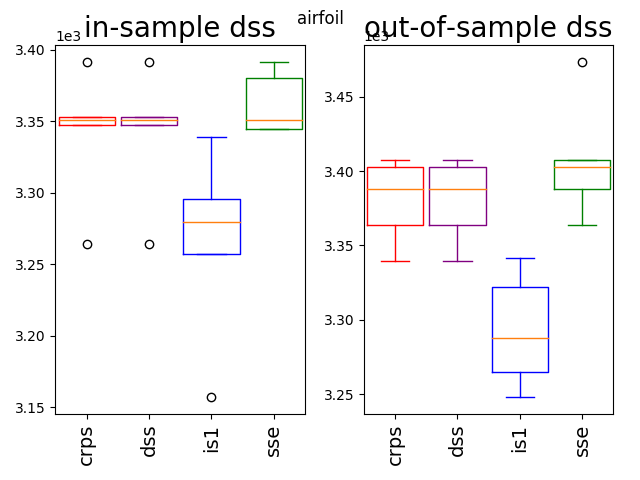 airfoil
in-sample dss
1e3
3.40
3.35
3.30
3.25
3.20
3.15
crps
dss
is1
sse
out-of-sample dss
1e3
3.45
3.40
3.35
3.30
3.25
crps
dss
is1
sse